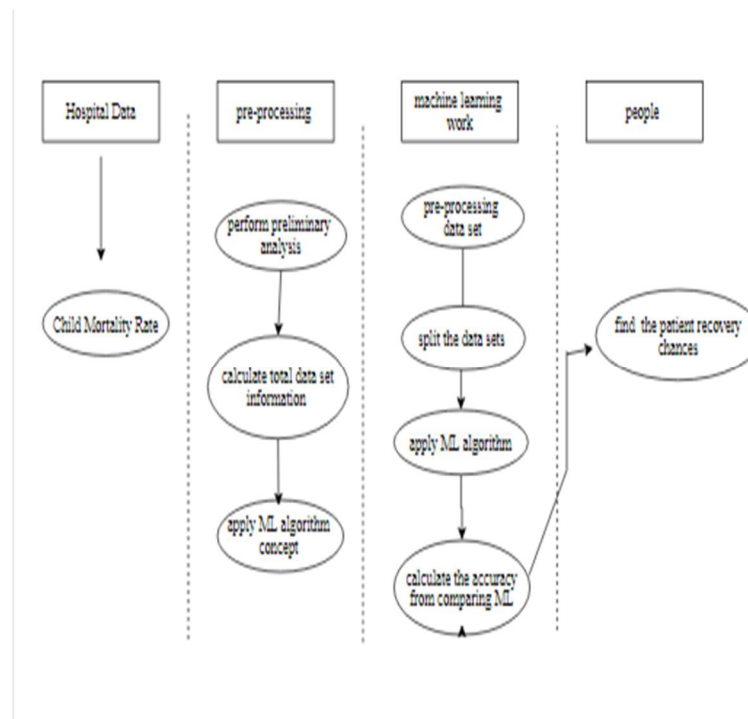 Hospital Data
pre-processing
machine learning
work
people
Child Mortality Rate
perform preliminary
analysis
calculate total data set
information
apply ML algorithm
concept
pre-processing
data set
split the data sets
apply ML algorithm
calculate the accuracy
from comparing ML
find the patient recovery
chances